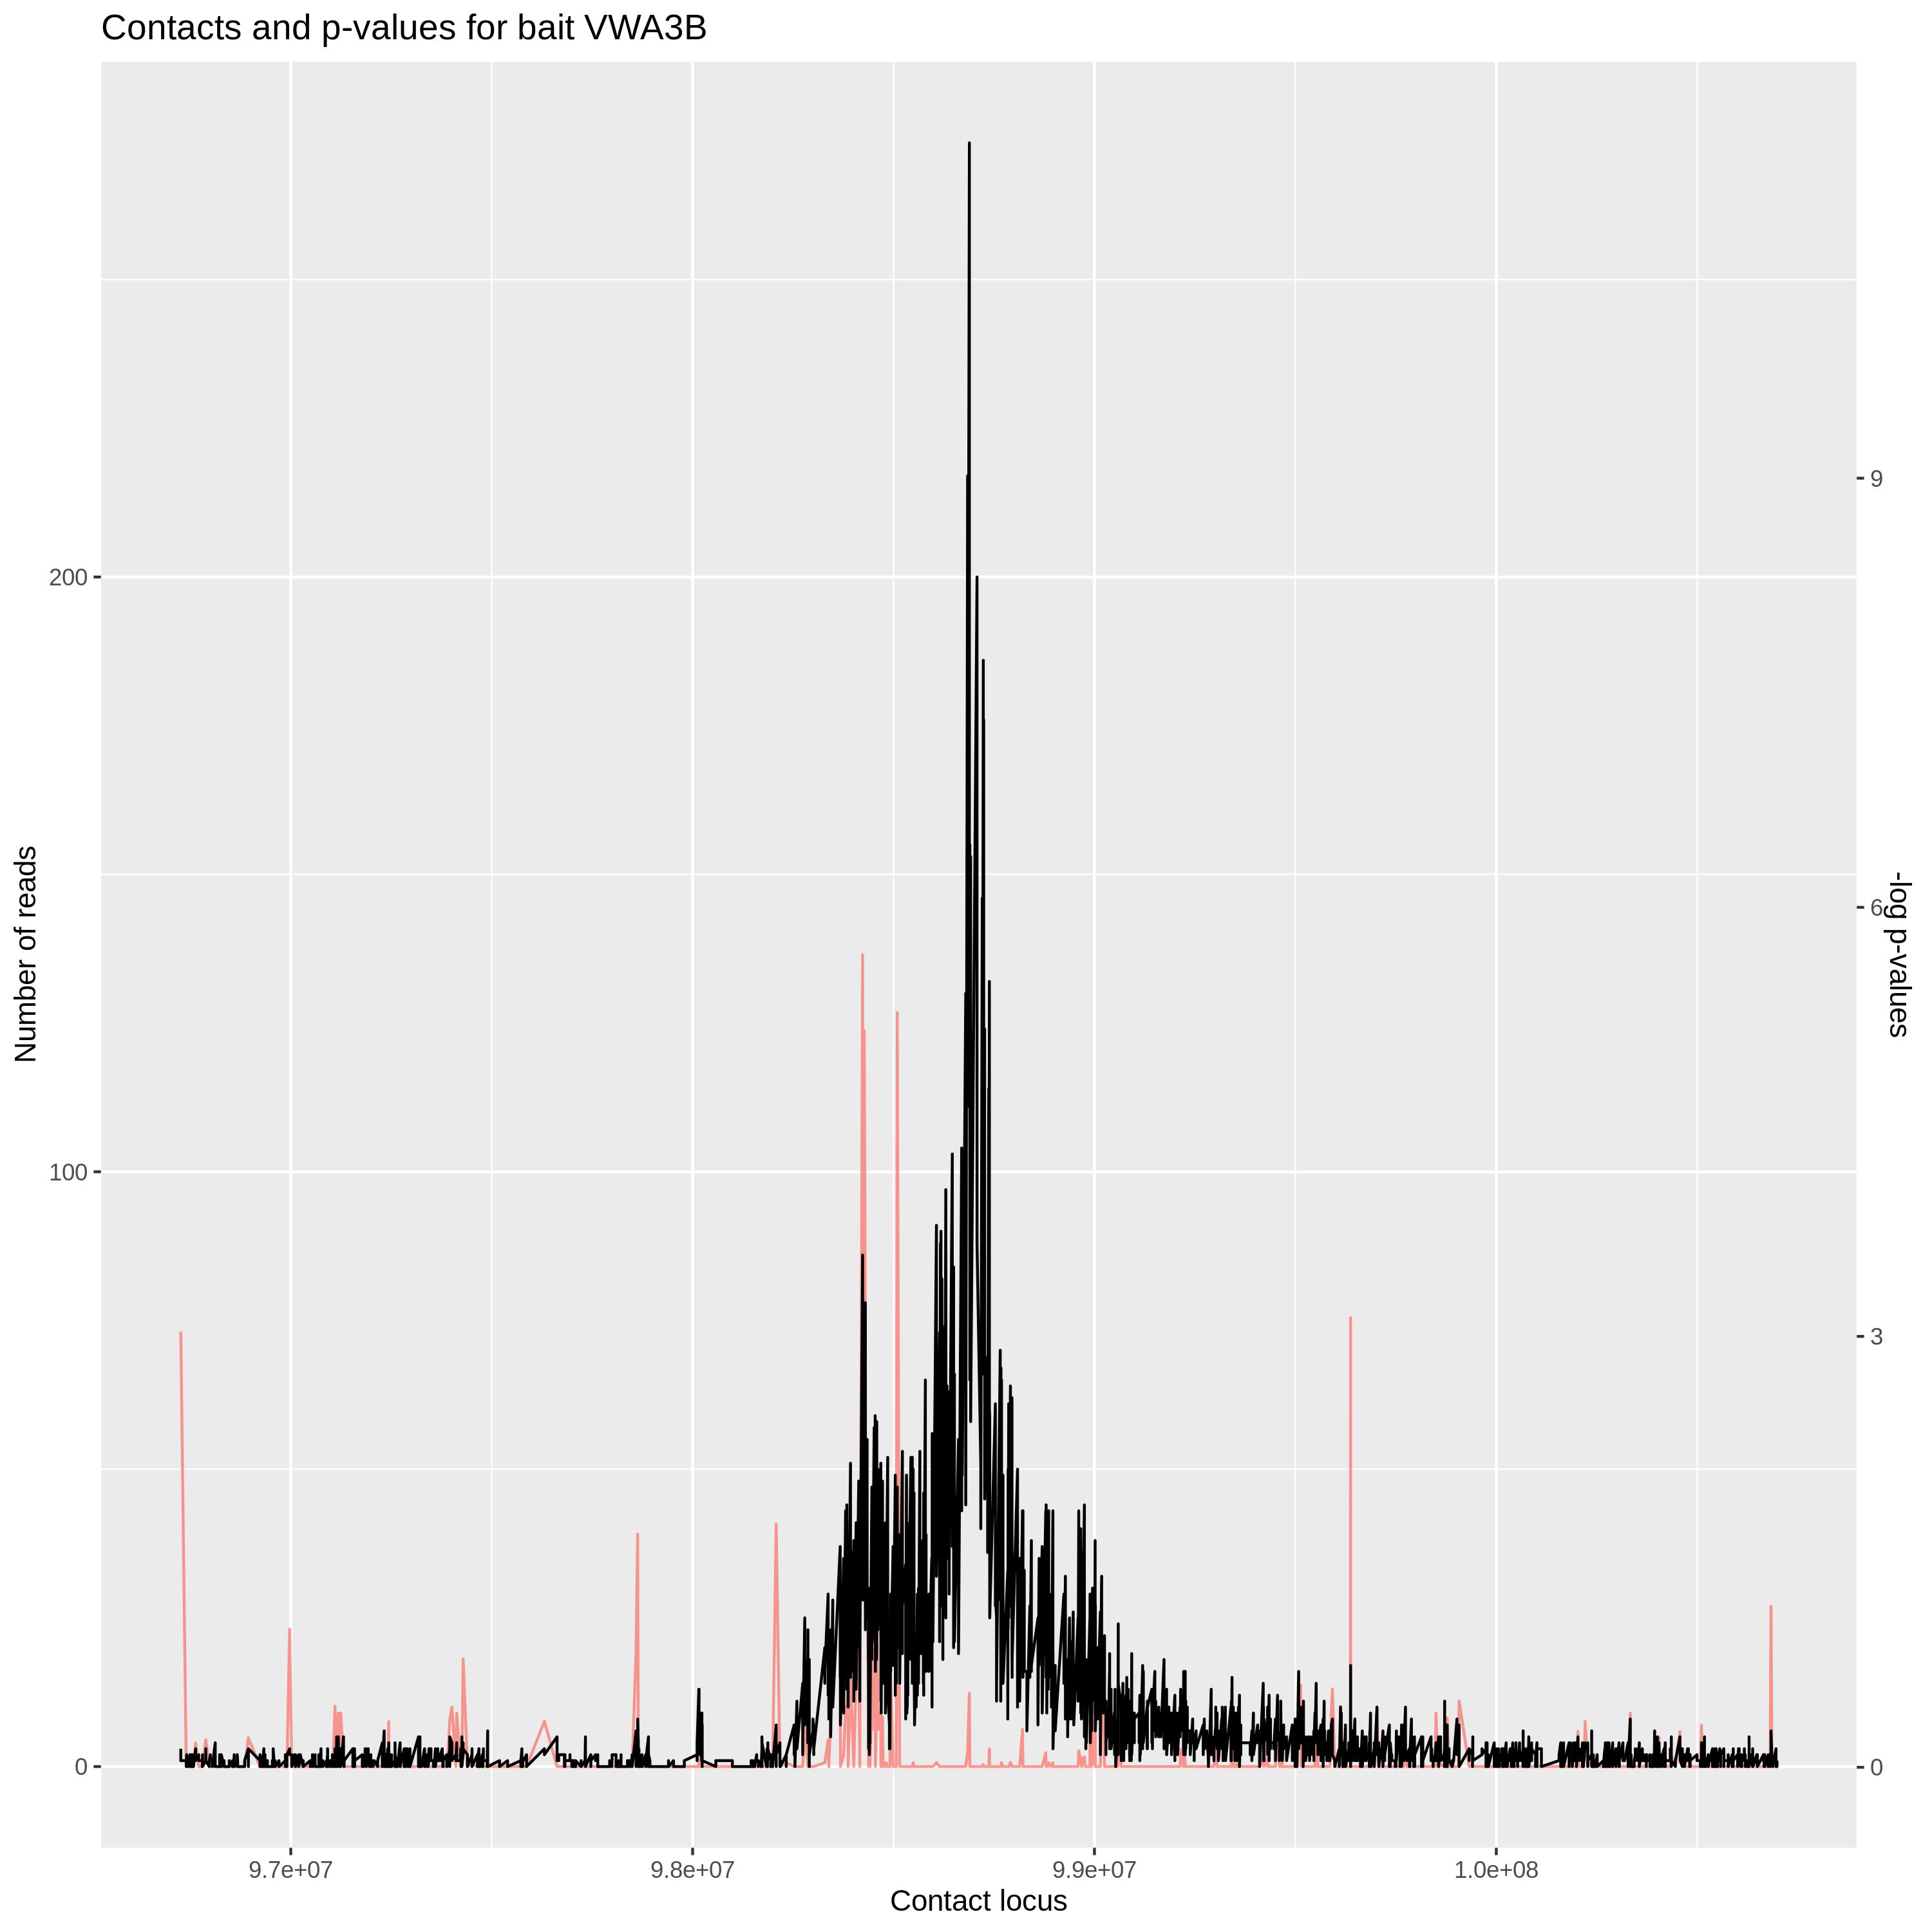 Contacts and p-values for bait VWA3B
Number of reads
200
100
0
9
6
3
0
-log p-values
9.7e+07
9.8e+07
9.9e+07
1.0e+08
Contact locus